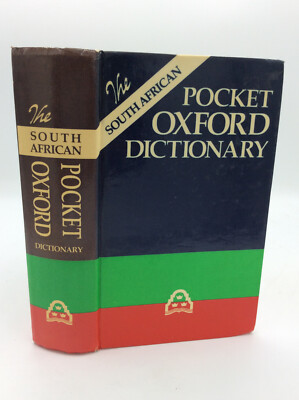 The
SOUTH
AFRICAN
POCKET
OXFORD
DICTIONARY
The
SOUTH AFRICAN
POCKET
OXFORD
DICTIONARY